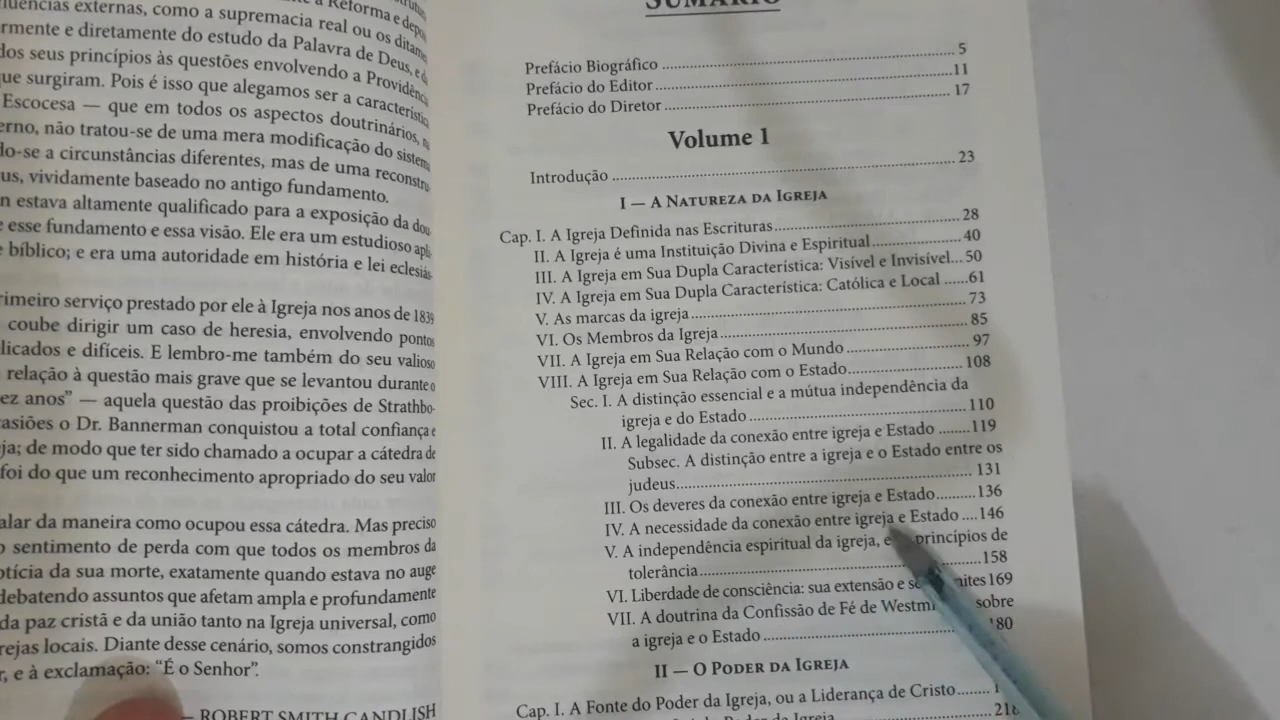 a Reforma e depo
fluências externas, como a supremacia real ou os ditame
rmente e diretamente do estudo da Palavra de Deus, e d
dos seus princípios às questões envolvendo a Providênc
que surgiram. Pois é isso que alegamos ser a característic
Escocesa — que em todos os aspectos doutrinários, n
erno, não tratou-se de uma mera modificação do sistem
do-se a circunstâncias diferentes, mas de uma reconstru-
us, vividamente baseado no antigo fundamento.
n estava altamente qualificado para a exposição da dou-
e esse fundamento e essa visão. Ele era um estudioso apli-
bíblico; e era uma autoridade em história e lei eclesiás-
rimeiro serviço prestado por ele à Igreja nos anos de 1839
coube dirigir um caso de heresia, envolvendo pontos
licados e difíceis. E lembro-me também do seu valioso
relação à questão mais grave que se levantou durante o
ez anos” — aquela questão das proibições de Strathbo-
casiões o Dr. Bannerman conquistou a total confiança e
ja; de modo que ter sido chamado a ocupar a cátedra de
foi do que um reconhecimento apropriado do seu valor
alar da maneira como ocupou essa cátedra. Mas preciso
o sentimento de perda com que todos os membros da
otícia da sua morte, exatamente quando estava no auge
debatendo assuntos que afetam ampla e profundamente
da paz cristã e da união tanto na Igreja universal, como
rejas locais. Diante desse cenário, somos constrangidos
r, e à exclamação: “É o Senhor”.
— ROBERT SMITH CANDLISH
SUMÁRIO
Prefácio Biográfico ... 5
Prefácio do Editor ... 11
Prefácio do Diretor ... 17
Volume 1
Introdução ... 23
I — A Natureza da Igreja
Cap. I. A Igreja Definida nas Escrituras ... 28
II. A Igreja é uma Instituição Divina e Espiritual ... 40
III. A Igreja em Sua Dupla Característica: Visível e Invisível ... 50
IV. A Igreja em Sua Dupla Característica: Católica e Local ... 61
V. As marcas da igreja ... 73
VI. Os Membros da Igreja ... 85
VII. A Igreja em Sua Relação com o Mundo ... 97
VIII. A Igreja em Sua Relação com o Estado ... 108
Sec. I. A distinção essencial e a mútua independência da
igreja e do Estado ... 110
II. A legalidade da conexão entre igreja e Estado ... 119
Subsec. A distinção entre a igreja e o Estado entre os
judeus ... 131
III. Os deveres da conexão entre igreja e Estado ... 136
IV. A necessidade da conexão entre igreja e Estado ... 146
V. A independência espiritual da igreja, e princípios de
tolerância ... 158
VI. Liberdade de consciência: sua extensão e 169
VII. A doutrina da Confissão de Fé de sobre
a igreja e o Estado ... 80
II — O Poder da Igreja
Cap. I. A Fonte do Poder da Igreja, ou a Liderança de Cristo